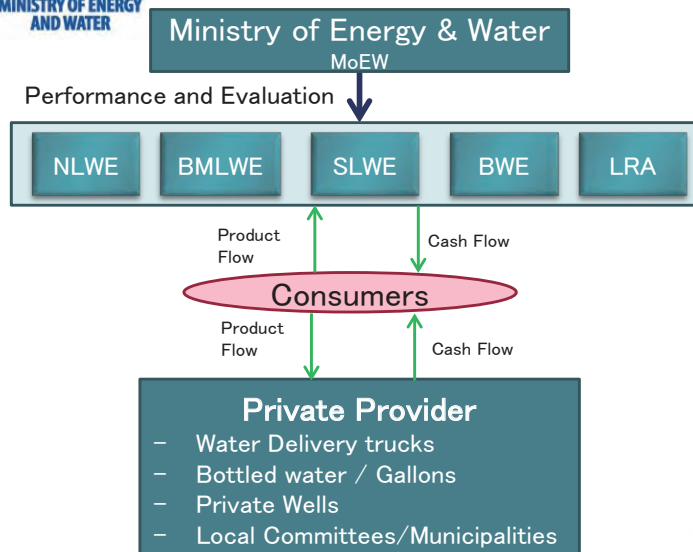 MINISTRY OF ENERGY
AND WATER
Ministry of Energy & Water
MoEW
Performance and Evaluation
NLWE BMLWE SLWE BWE LRA
Product
Flow
Cash Flow
Consumers
Product
Flow
Cash Flow
Private Provider
- Water Delivery trucks
- Bottled water / Gallons
- Private Wells
- Local Committees/Municipalities